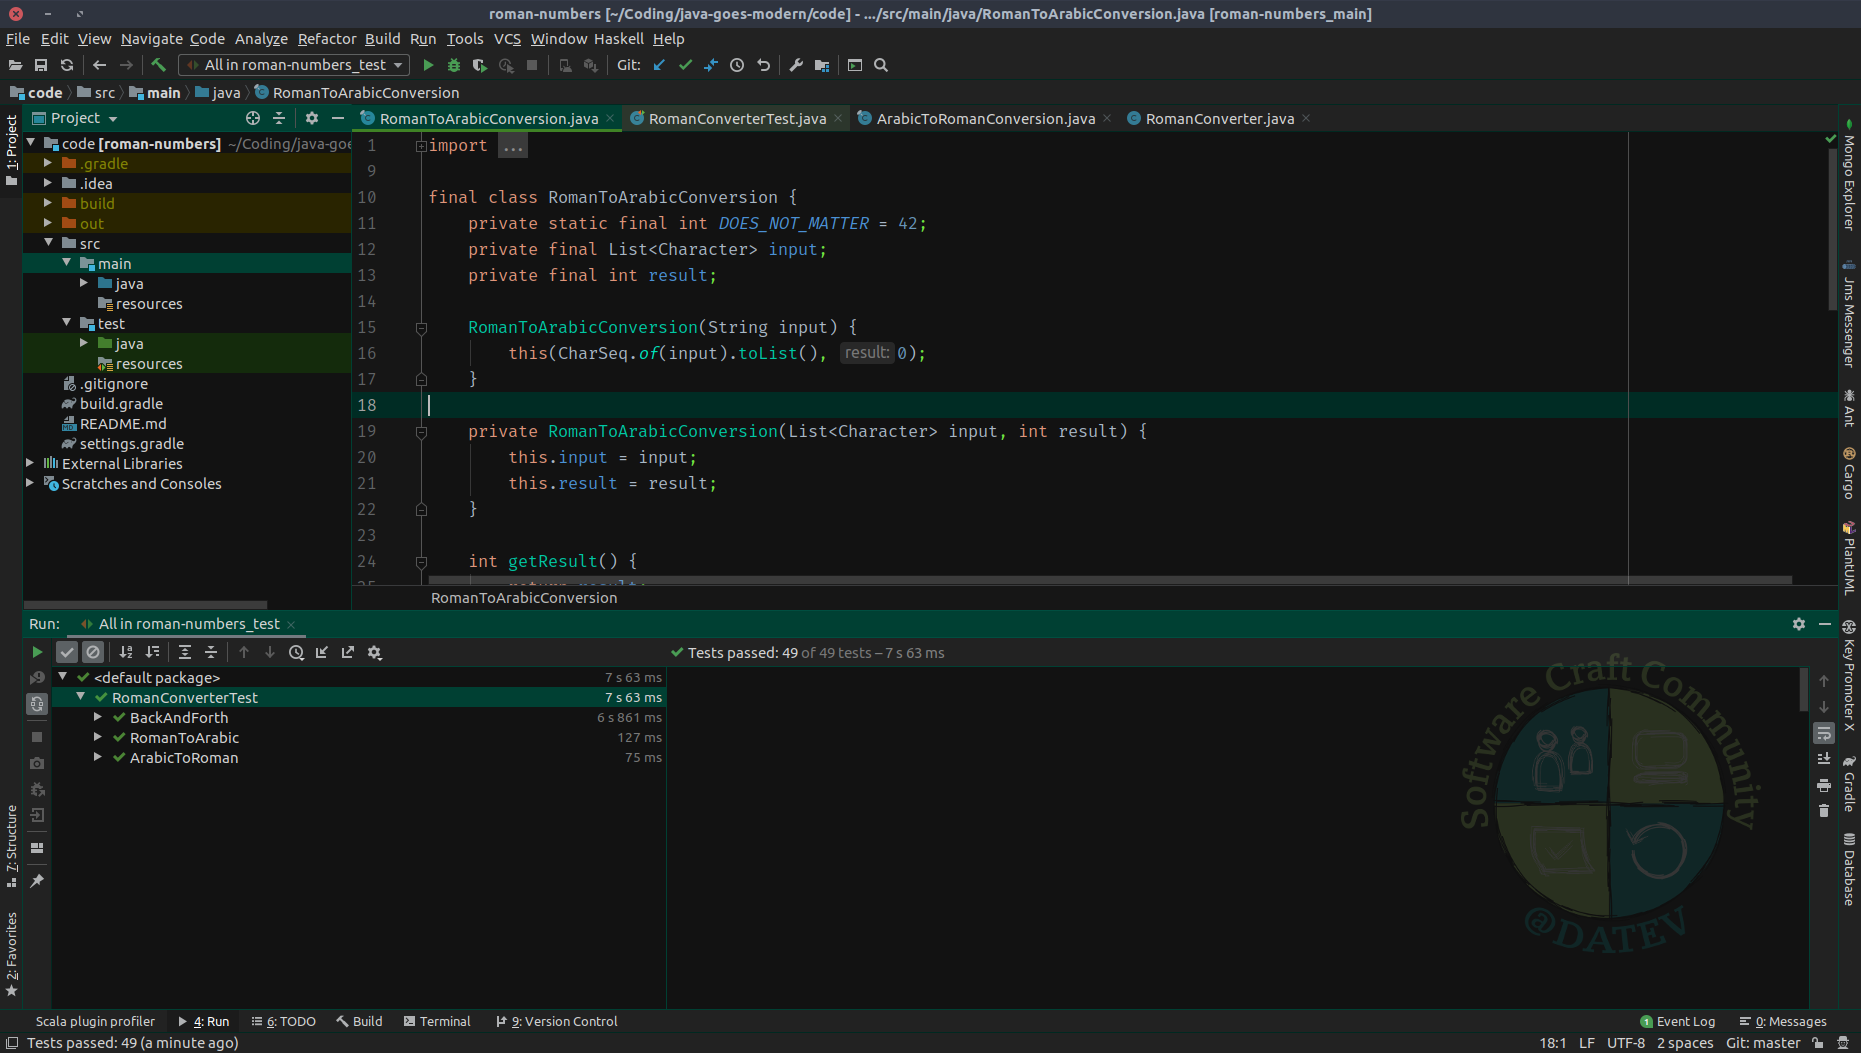 roman-numbers [~/Coding/java-goes-modern/code] - .../src/main/java/RomanToArabicConversion.java [roman-numbers_main]
File Edit View Navigate Code Analyze Refactor Build Run Tools VCS Window Haskell Help
All in roman-numbers_test Git:
code src main java RomanToArabicConversion
1: Project
Project
RomanToArabicConversion.java RomanConverterTest.java ArabicToRomanConversion.java RomanConverter.java
code [roman-numbers] ~/Coding/java-goe
.gradle
.idea
build
out
src
main
java
resources
test
java
resources
.gitignore
build.gradle
README.md
settings.gradle
External Libraries
Scratches and Consoles
1 import ...
9
10 final class RomanToArabicConversion {
11 private static final int DOES_NOT_MATTER = 42;
12 private final List<Character> input;
13 private final int result;
14
15 RomanToArabicConversion(String input) {
16 this(CharSeq.of(input).toList(), result: 0);
17 }
18
19 private RomanToArabicConversion(List<Character> input, int result) {
20 this.input = input;
21 this.result = result;
22 }
23
24 int getResult() {
25 return result;
RomanToArabicConversion
Mongo Explorer
Jms Messenger
Ant
Cargo
PlantUML
Key Promoter X
Gradle
Database
Run: All in roman-numbers_test
Tests passed: 49 of 49 tests – 7 s 63 ms
<default package> 7 s 63 ms
RomanConverterTest 7 s 63 ms
BackAndForth 6 s 861 ms
RomanToArabic 127 ms
ArabicToRoman 75 ms
Software Craft Community
@DATEV
7: Structure
2: Favorites
Scala plugin profiler 4: Run 6: TODO Build Terminal 9: Version Control 1 Event Log 0: Messages
Tests passed: 49 (a minute ago) 18:1 LF UTF-8 2 spaces Git: master